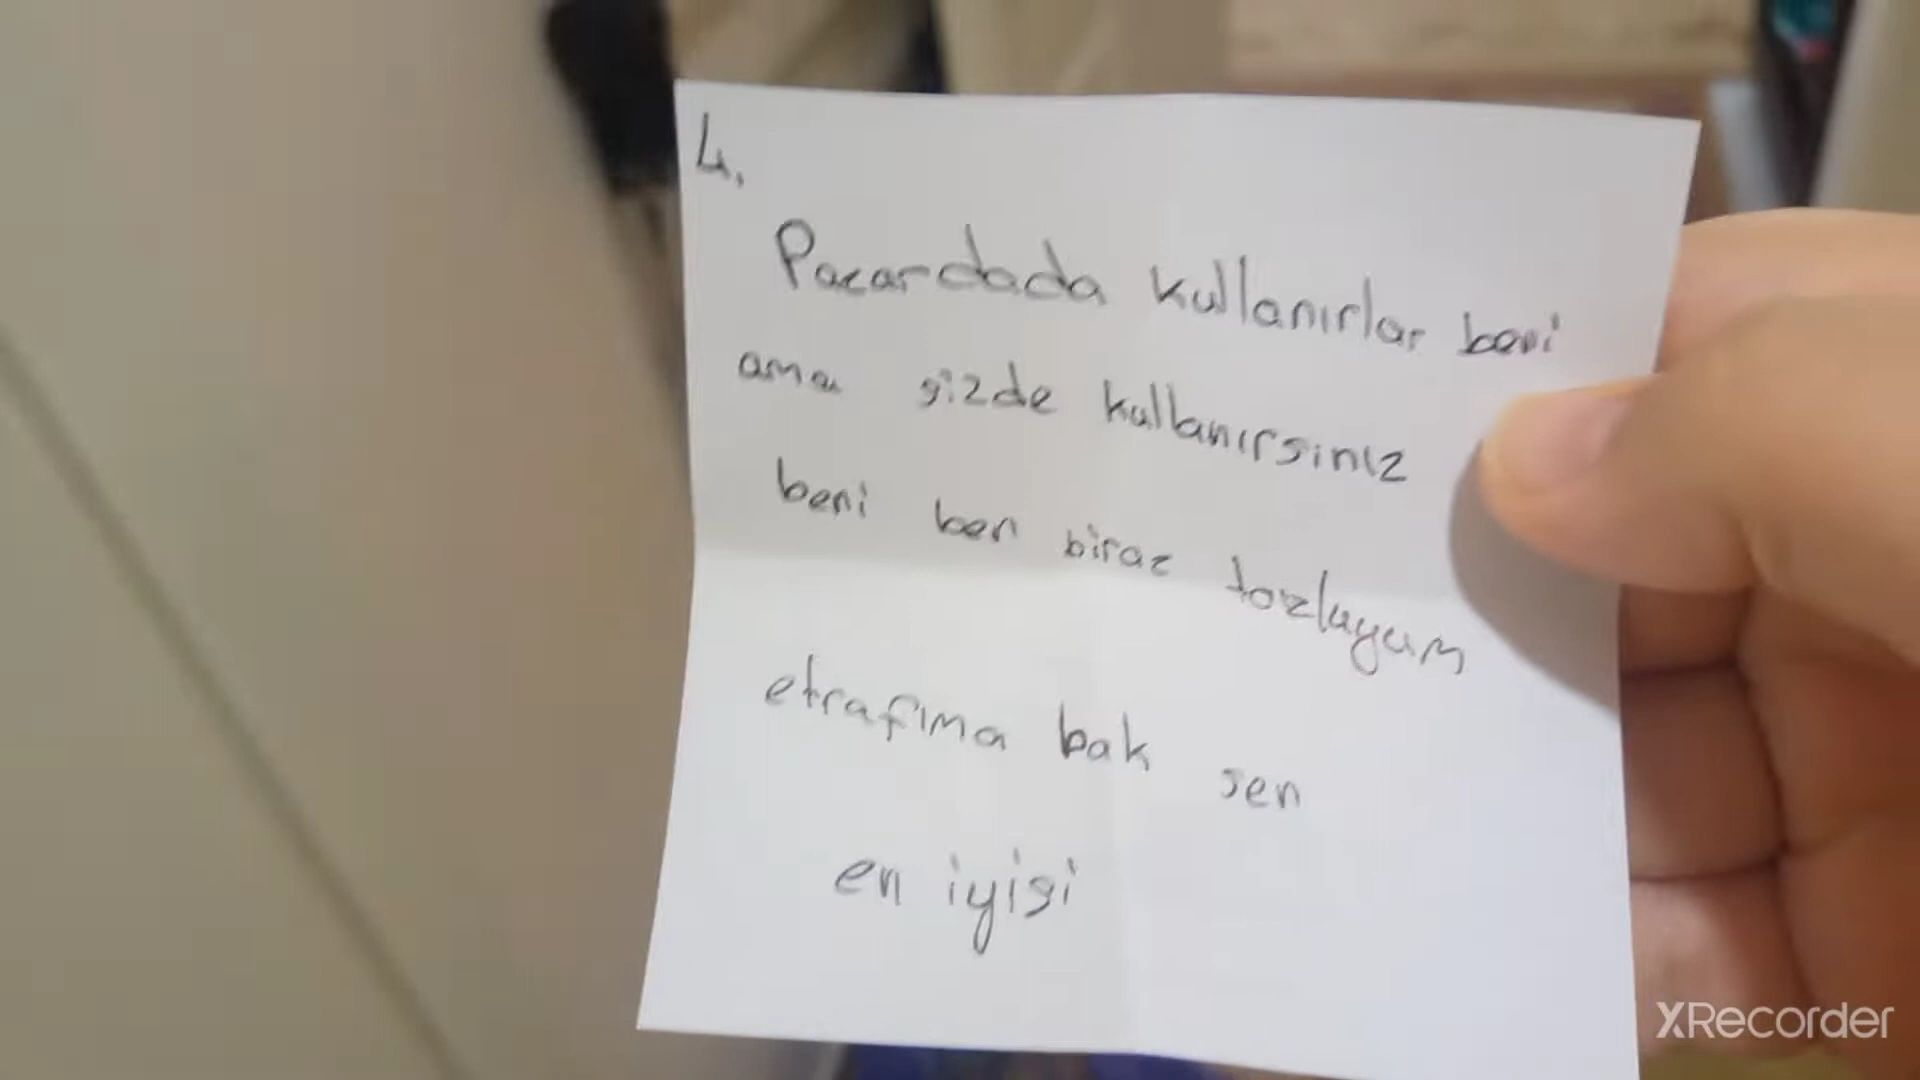 4.
Pazardada kullanırlar beni
ama sizde kullanırsınız
beni ben biraz tozluyum
etrafıma bak sen
en iyisi
XRecorder